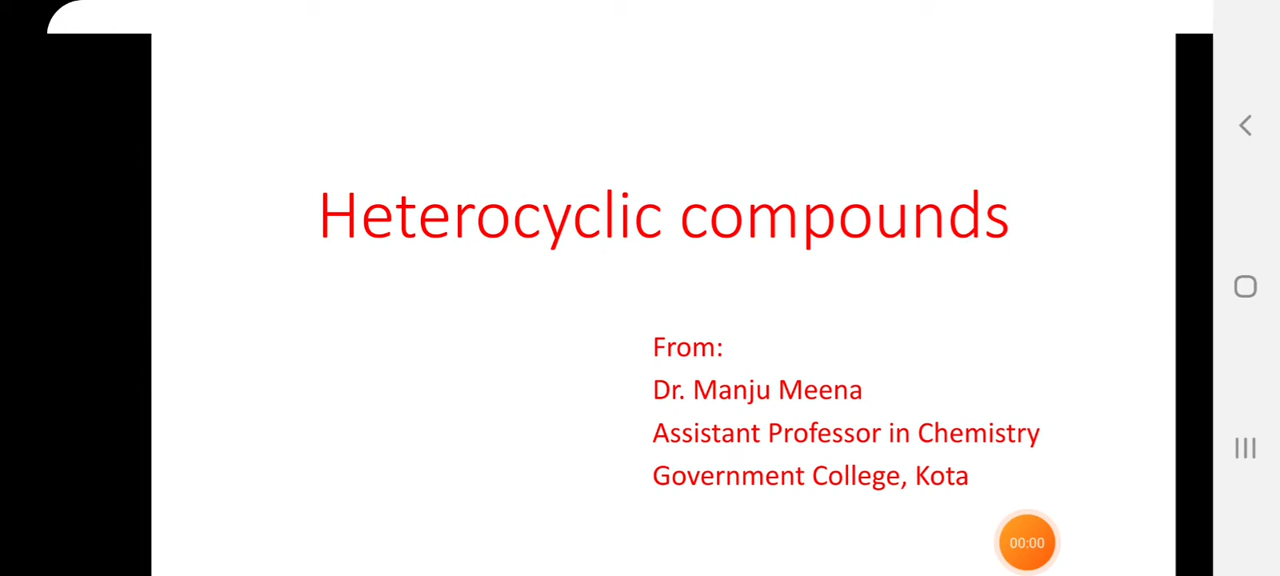 Heterocyclic compounds
From:
Dr. Manju Meena
Assistant Professor in Chemistry
Government College, Kota
00:00